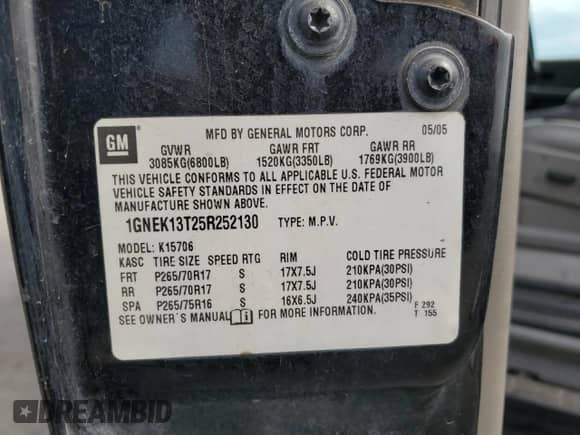 GM
MFD BY GENERAL MOTORS CORP. 05/05
GVWR GAWR FRT GAWR RR
3085KG(6800LB) 1520KG(3350LB) 1769KG(3900LB)
THIS VEHICLE CONFORMS TO ALL APPLICABLE U.S. FEDERAL MOTOR
VEHICLE SAFETY STANDARDS IN EFFECT ON THE DATE OF
MANUFACTURE SHOWN ABOVE.
1GNEK13T25R252130 TYPE: M.P.V.
MODEL: K15706
KASC TIRE SIZE SPEED RTG RIM COLD TIRE PRESSURE
FRT P265/70R17 S 17X7.5J 210KPA(30PSI)
RR P265/70R17 S 17X7.5J 210KPA(30PSI)
SPA P265/75R16 S 16X6.5J 240KPA(35PSI)
SEE OWNER'S MANUAL FOR MORE INFORMATION.
F 292
T 155
DREAMBID